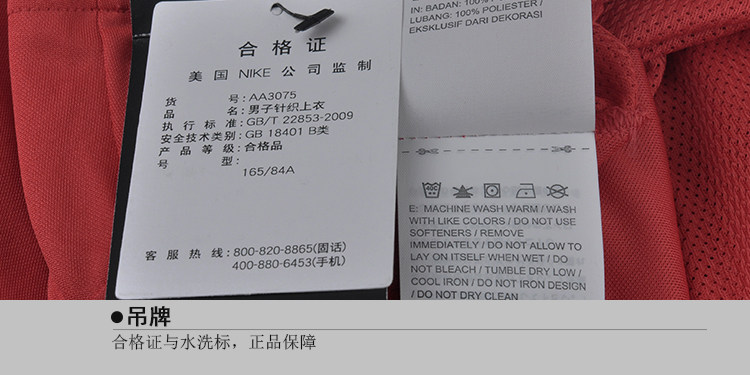 合格证
美国 NIKE 公司监制
货号:AA3075
品名:男子针织上衣
执行标准:GB/T 22853-2009
安全技术类别:GB 18401 B类
产品等级:合格品
号型:
165/84A
客服热线:800-820-8865(固话)
400-880-6453(手机)
IN: BADAN: 100% 
LUBANG: 100% POLIESTER /
EKSKLUSIF DARI DEKORASI
E: MACHINE WASH WARM / WASH
WITH LIKE COLORS / DO NOT USE
SOFTENERS / REMOVE
IMMEDIATELY / DO NOT ALLOW TO
LAY ON ITSELF WHEN WET / DO
NOT BLEACH / TUMBLE DRY LOW /
COOL IRON / DO NOT IRON DESIGN
/ DO NOT DRY CLEAN
●吊牌
合格证与水洗标，正品保障